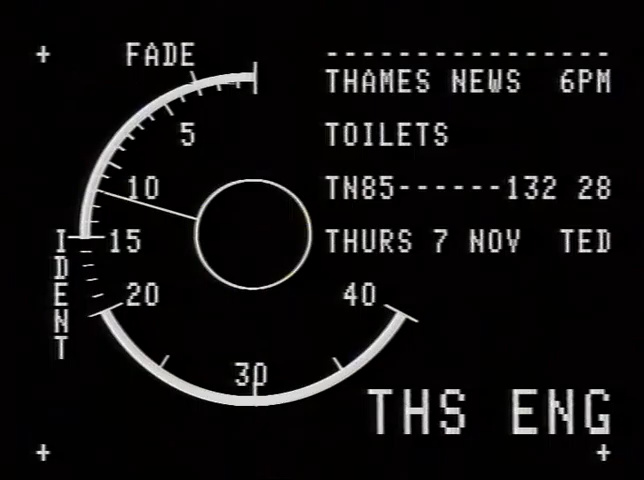 FADE
5
10
15
20
30
40
IDENT
----------------
THAMES NEWS 6PM
TOILETS
TN85------132 28
THURS 7 NOV TED
THS ENG